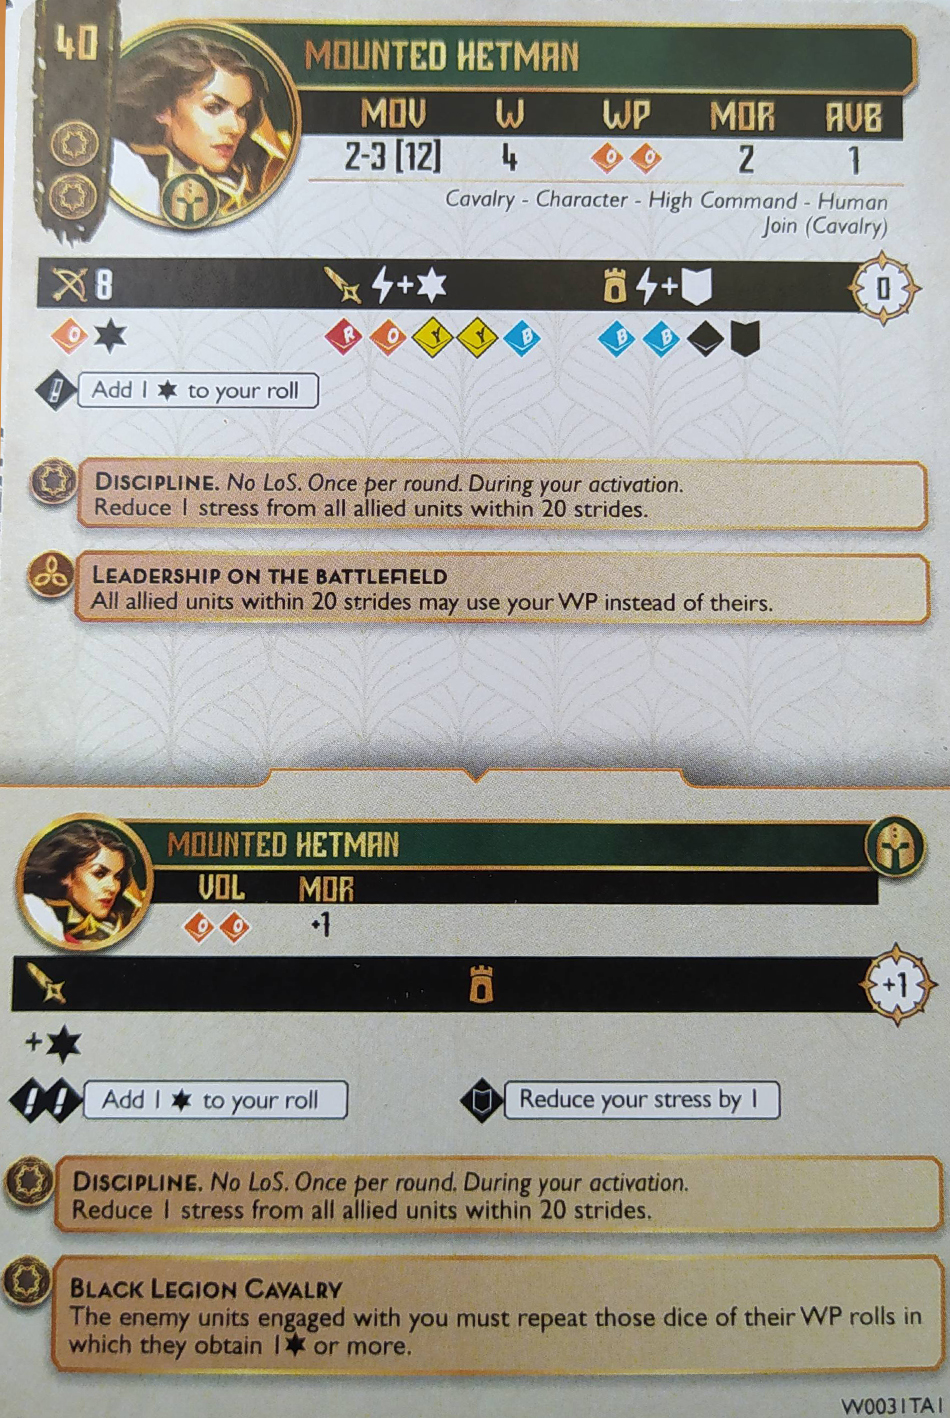 40
MOUNTED HETMAN
MOV W WP MOR AVB
2-3 [12] 4 O O 2 1
Cavalry - Character - High Command - Human
Join (Cavalry)
8 + + 0
O R O Y Y B B B
! Add 1 to your roll
DISCIPLINE. No LoS. Once per round. During your activation.
Reduce 1 stress from all allied units within 20 strides.
LEADERSHIP ON THE BATTLEFIELD
All allied units within 20 strides may use your WP instead of theirs.
MOUNTED HETMAN
VOL MOR
O O +1
+1
+
! ! Add 1 to your roll Reduce your stress by 1
DISCIPLINE. No LoS. Once per round. During your activation.
Reduce 1 stress from all allied units within 20 strides.
BLACK LEGION CAVALRY
The enemy units engaged with you must repeat those dice of their WP rolls in
which they obtain 1 or more.
W0031TA1